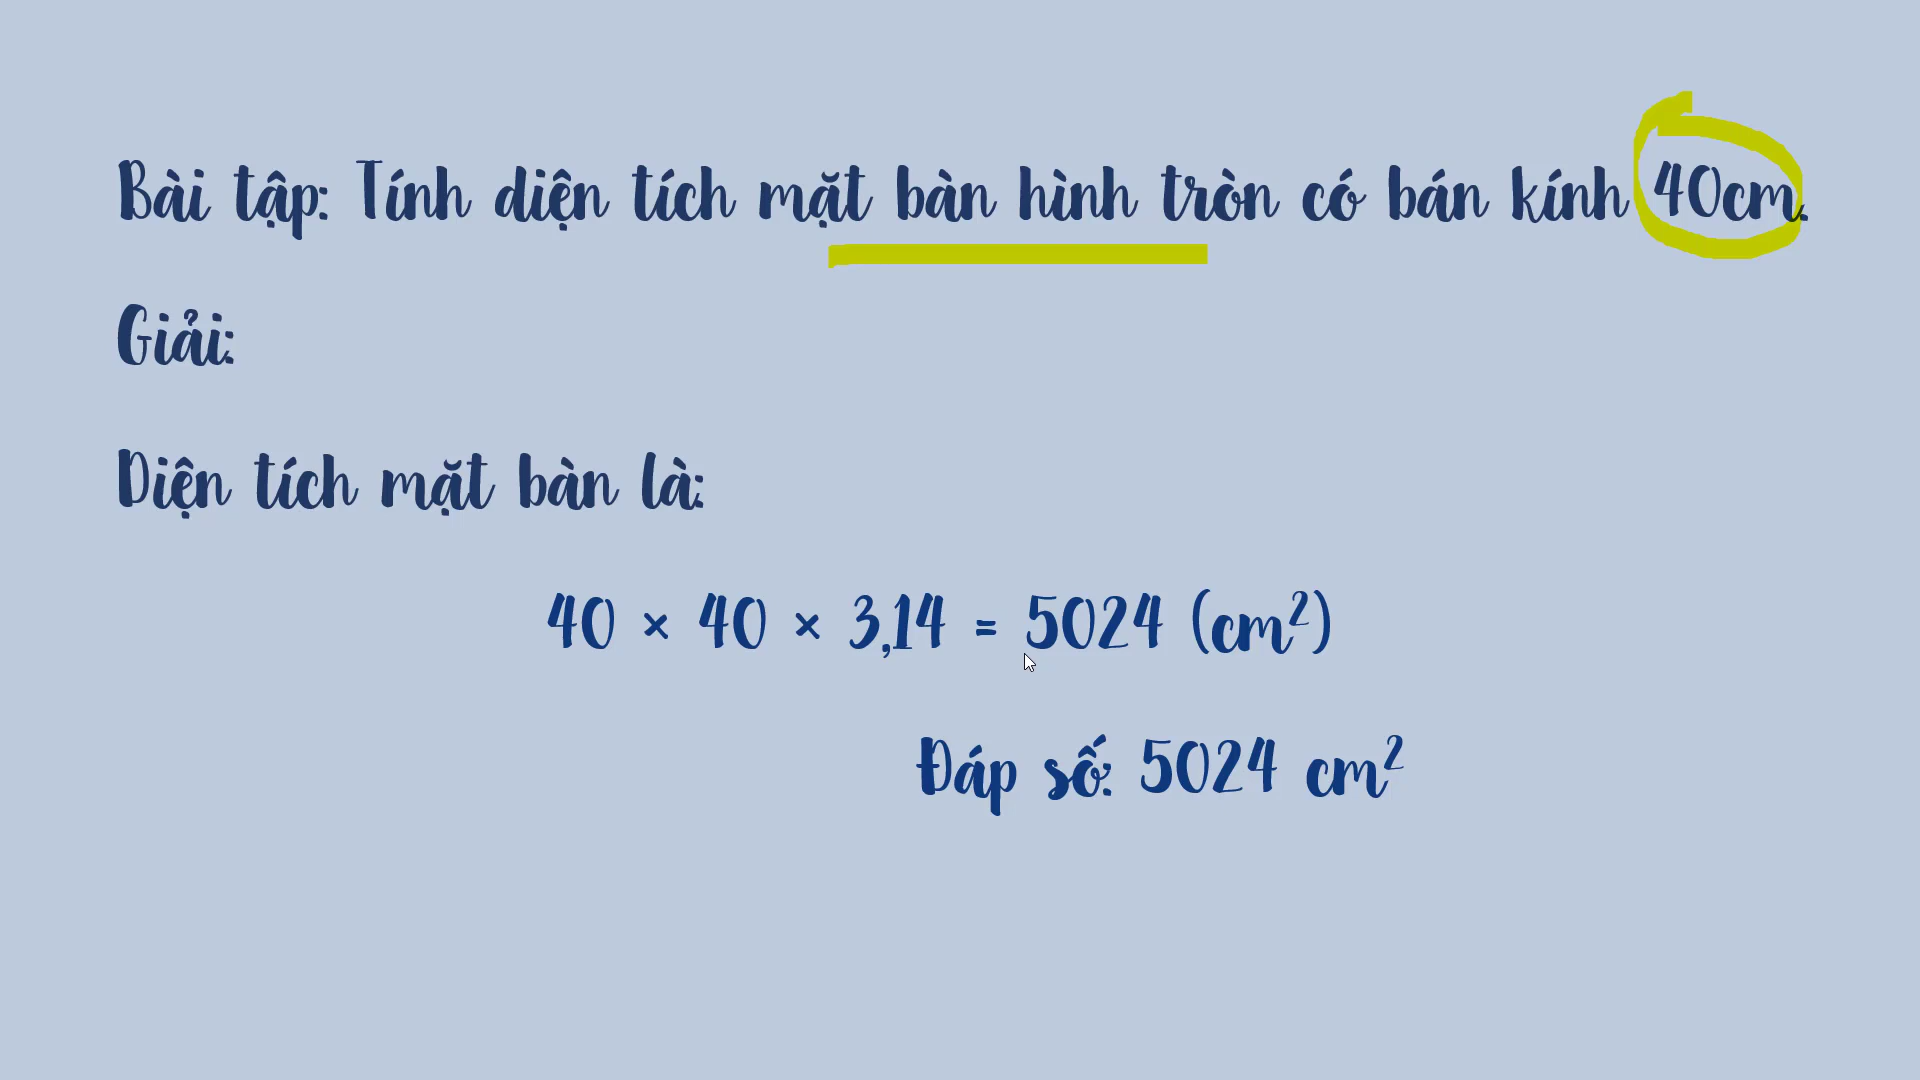 Bài tập: Tính diện tích mặt bàn hình tròn có bán kính 40cm.
Giải:
Diện tích mặt bàn là:
40 × 40 × 3,14 = 5024 (cm²)
Đáp số: 5024 cm²